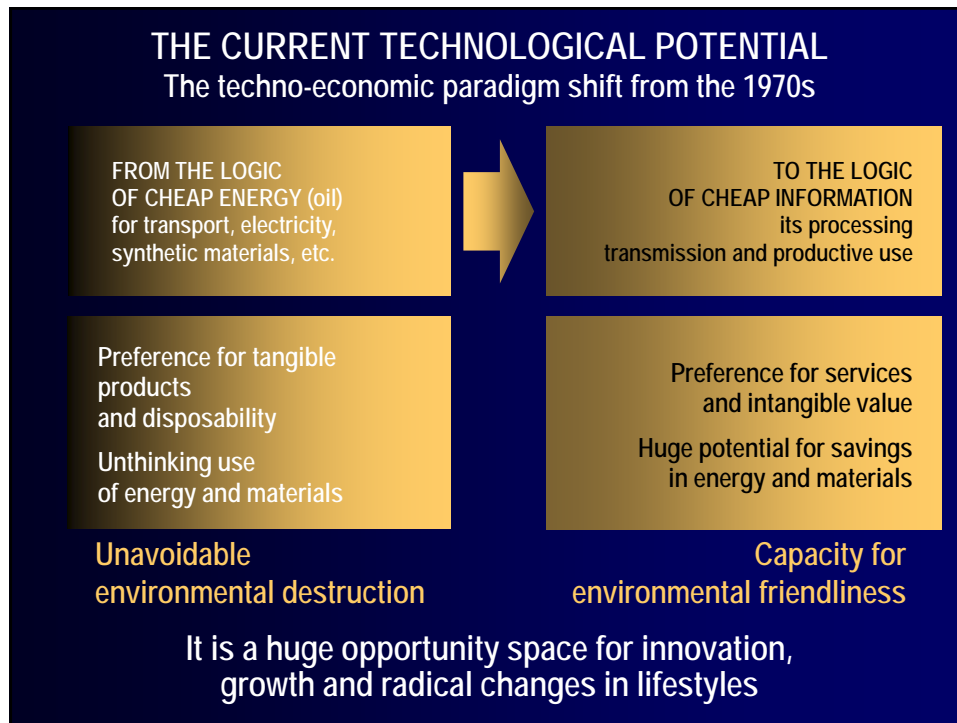 THE CURRENT TECHNOLOGICAL POTENTIAL
The techno-economic paradigm shift from the 1970s
FROM THE LOGIC
OF CHEAP ENERGY (oil)
for transport, electricity,
synthetic materials, etc.
TO THE LOGIC
OF CHEAP INFORMATION
its processing
transmission and productive use
Preference for tangible
products
and disposability
Unthinking use
of energy and materials
Preference for services
and intangible value
Huge potential for savings
in energy and materials
Unavoidable
environmental destruction
Capacity for
environmental friendliness
It is a huge opportunity space for innovation,
growth and radical changes in lifestyles